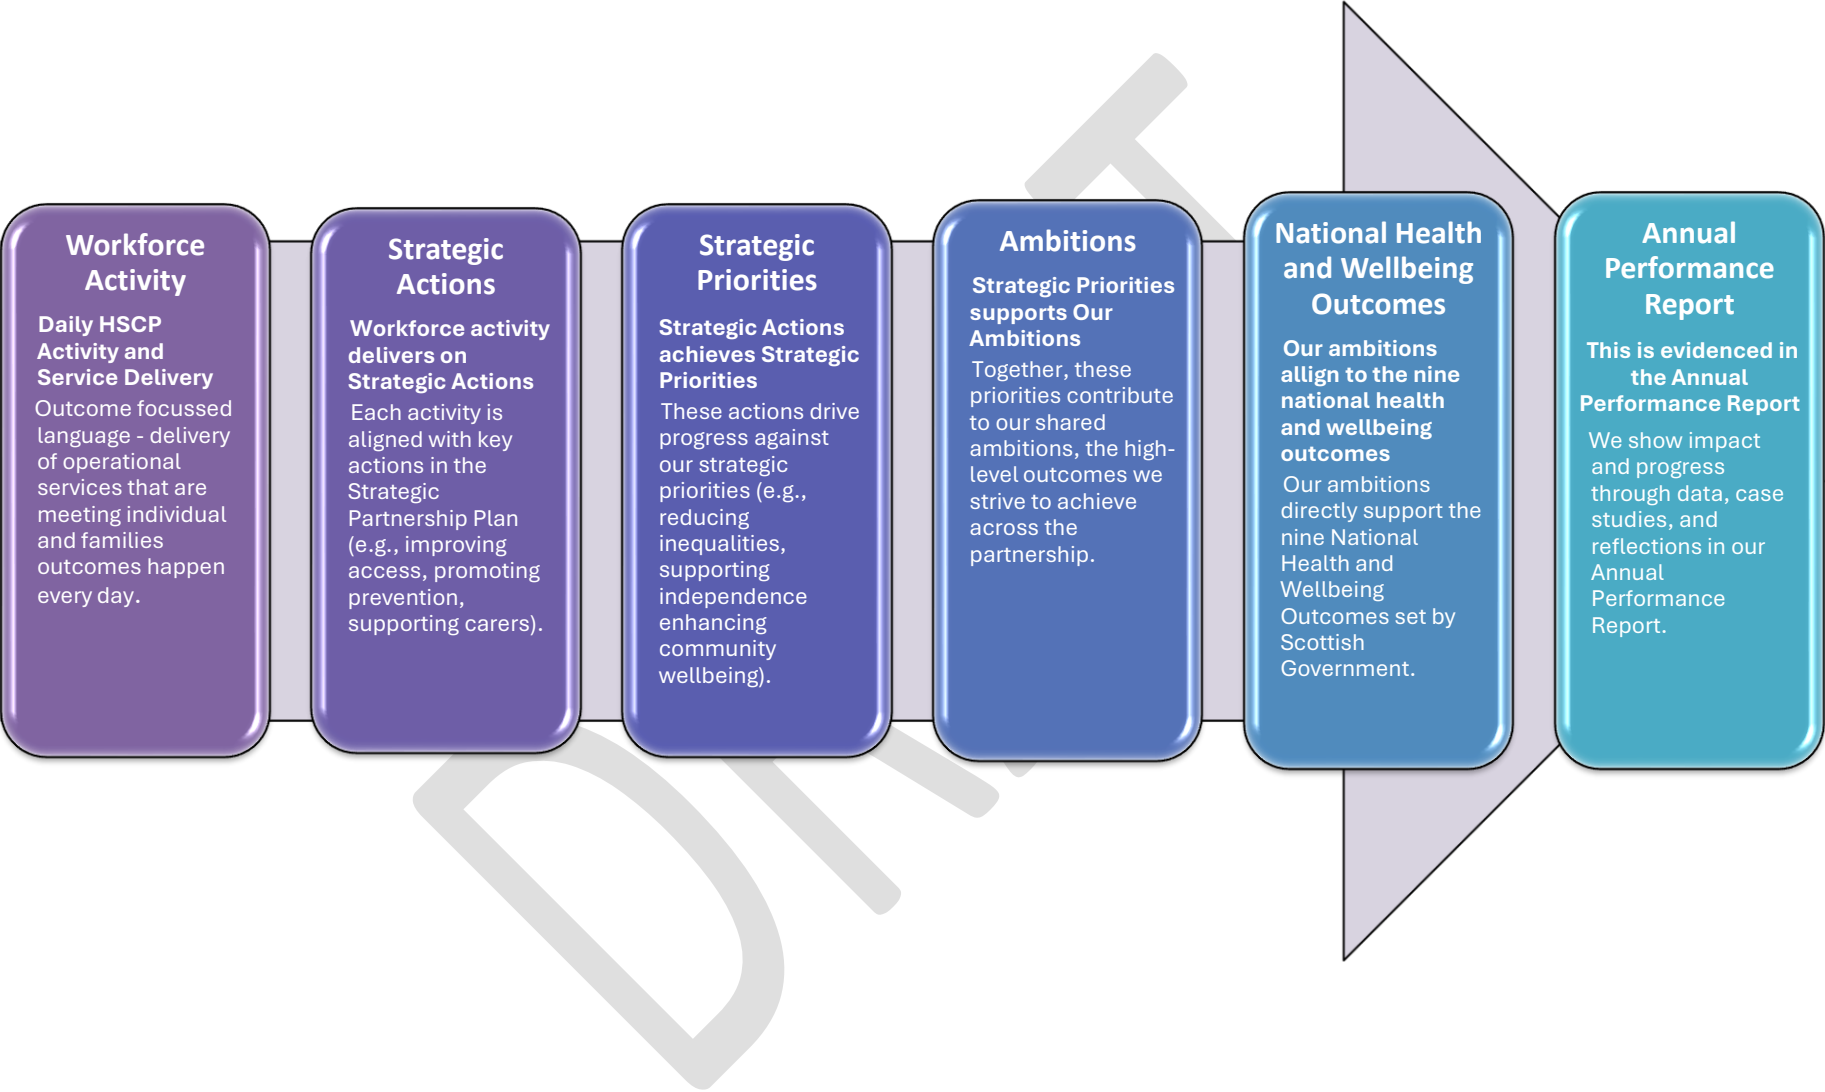 Workforce
Activity
Daily HSCP
Activity and
Service Delivery
Outcome focussed
language - delivery
of operational
services that are
meeting individual
and families
outcomes happen
every day.
Strategic
Actions
Workforce activity
delivers on
Strategic Actions
Each activity is
aligned with key
actions in the
Strategic
Partnership Plan
(e.g., improving
access, promoting
prevention,
supporting carers).
Strategic
Priorities
Strategic Actions
achieves Strategic
Priorities
These actions drive
progress against
our strategic
priorities (e.g.,
reducing
inequalities,
supporting
independence
enhancing
community
wellbeing).
Ambitions
Strategic Priorities
supports Our
Ambitions
Together, these
priorities contribute
to our shared
ambitions, the high-
level outcomes we
strive to achieve
across the
partnership.
National Health
and Wellbeing
Outcomes
Our ambitions
allign to the nine
national health
and wellbeing
outcomes
Our ambitions
directly support the
nine National
Health and
Wellbeing
Outcomes set by
Scottish
Government.
Annual
Performance
Report
This is evidenced in
the Annual
Performance Report
We show impact
and progress
through data, case
studies, and
reflections in our
Annual
Performance
Report.
DRAFT